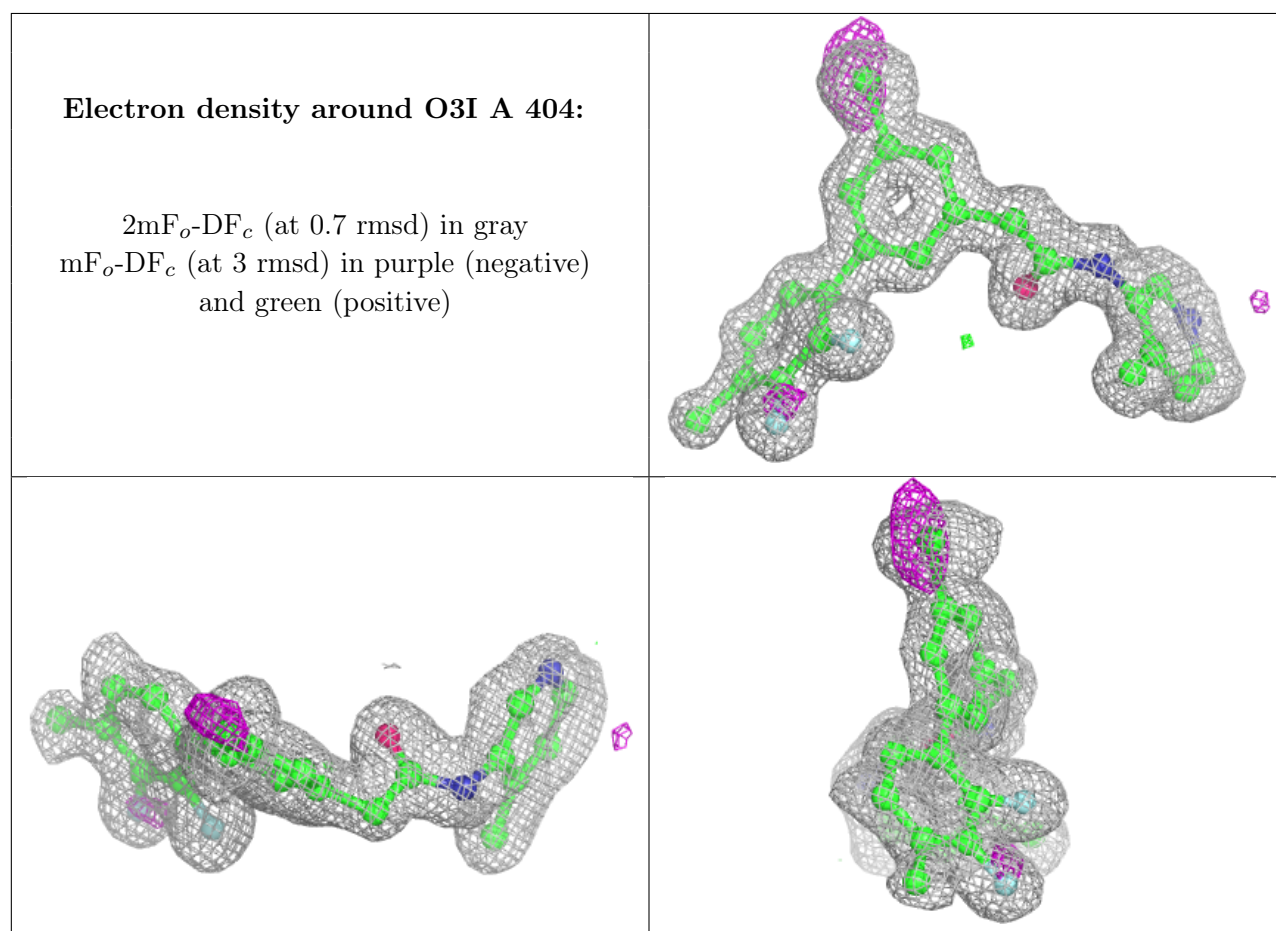 Electron density around O3I A 404:
2mFₒ-DF𝒸 (at 0.7 rmsd) in gray
mFₒ-DF𝒸 (at 3 rmsd) in purple (negative)
and green (positive)